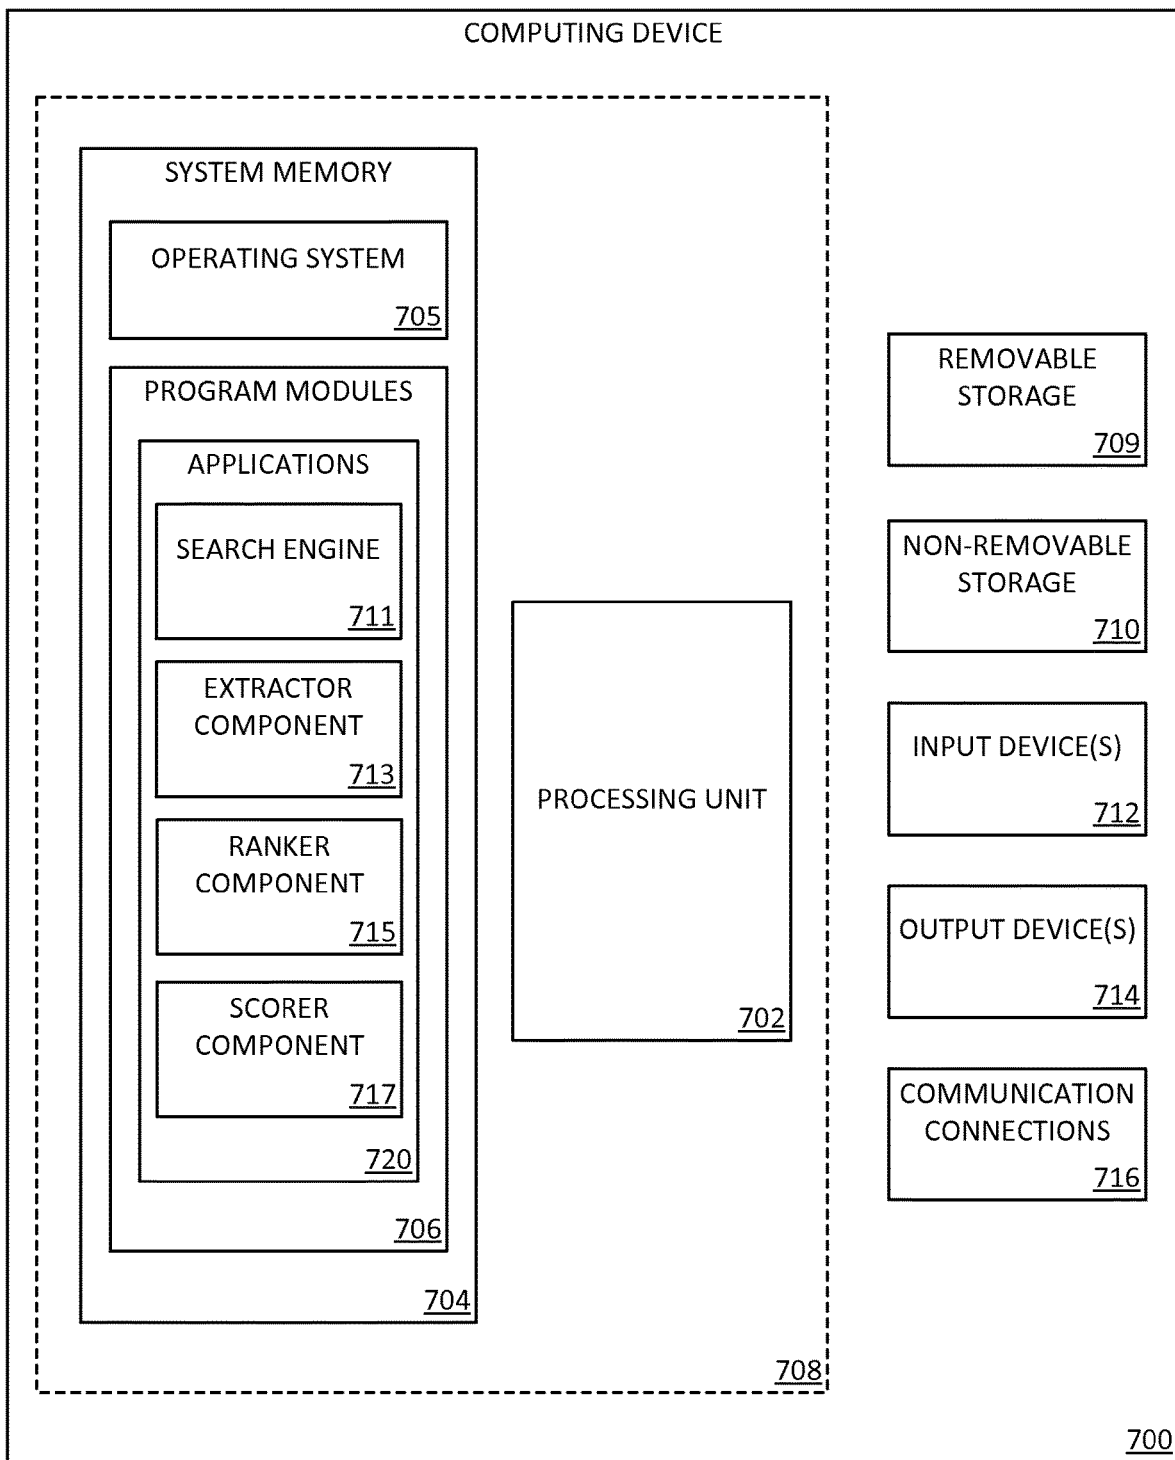 COMPUTING DEVICE
SYSTEM MEMORY
OPERATING SYSTEM
705
PROGRAM MODULES
APPLICATIONS
SEARCH ENGINE
711
EXTRACTOR
COMPONENT
713
RANKER
COMPONENT
715
SCORER
COMPONENT
717
720
706
704
PROCESSING UNIT
702
708
REMOVABLE
STORAGE
709
NON-REMOVABLE
STORAGE
710
INPUT DEVICE(S)
712
OUTPUT DEVICE(S)
714
COMMUNICATION
CONNECTIONS
716
700